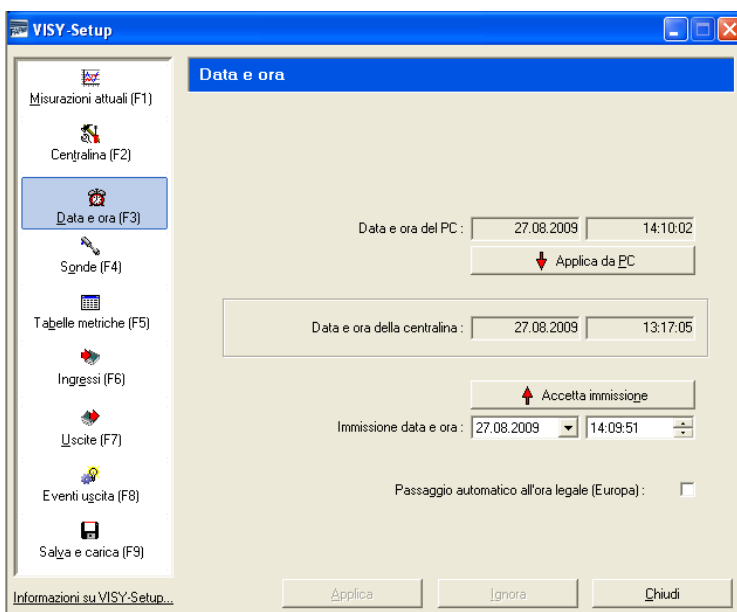 VISY-Setup
Misurazioni attuali (F1)
Centralina (F2)
Data e ora (F3)
Sonde (F4)
Tabelle metriche (F5)
Ingressi (F6)
Uscite (F7)
Eventi uscita (F8)
Salva e carica (F9)
Informazioni su VISY-Setup...
Data e ora
Data e ora del PC : 27.08.2009 14:10:02
Applica da PC
Data e ora della centralina : 27.08.2009 13:17:05
Accetta immissione
Immissione data e ora : 27.08.2009 14:09:51
Passaggio automatico all'ora legale (Europa) :
Applica Ignora Chiudi